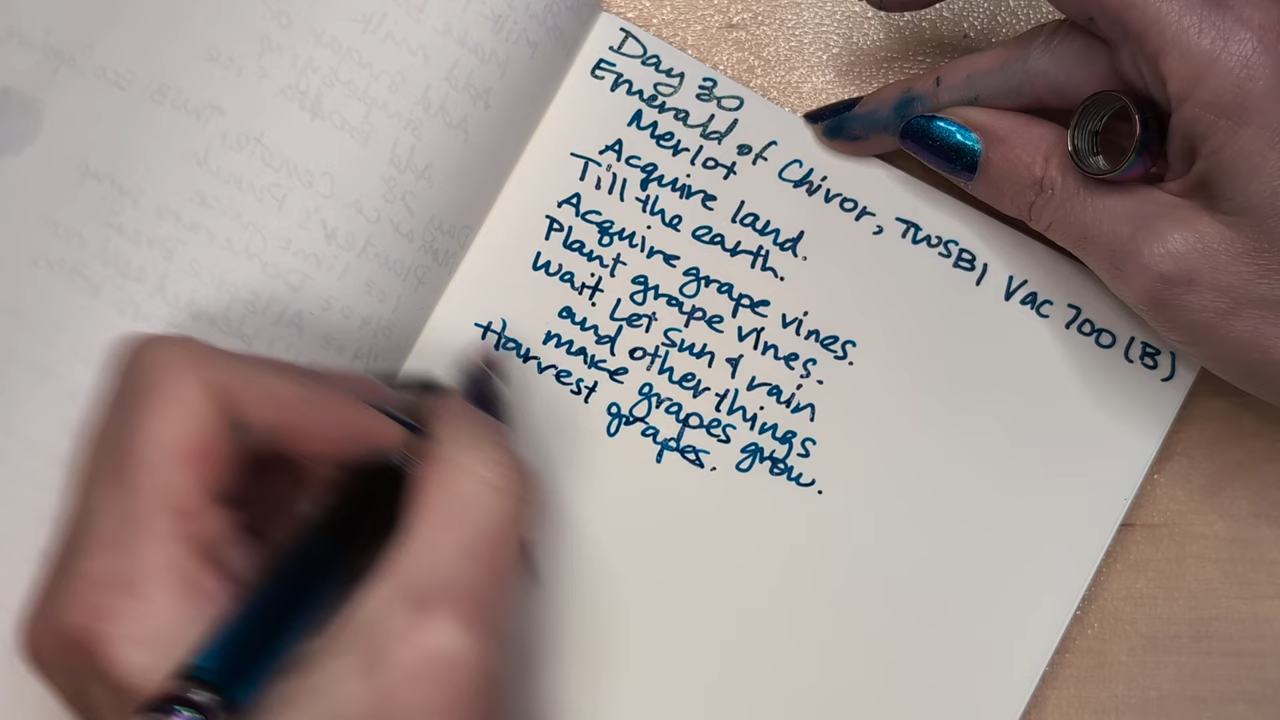 Day 30
Emerald of Chivor, TWSBI Vac 700 (B)
Merlot
Acquire land.
Till the earth.
Acquire grape vines.
Plant grape vines.
Wait. Let sun & rain
and other things
make grapes grow.
Harvest
grapes.